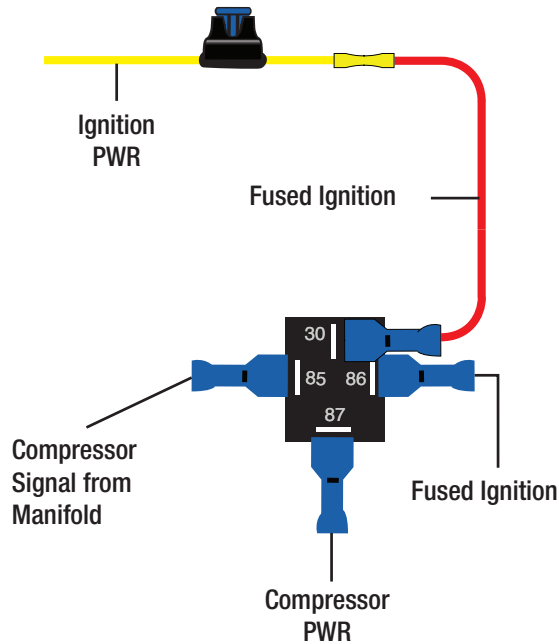 Ignition
PWR
Fused Ignition
30
85
86
87
Compressor
Signal from
Manifold
Fused Ignition
Compressor
PWR